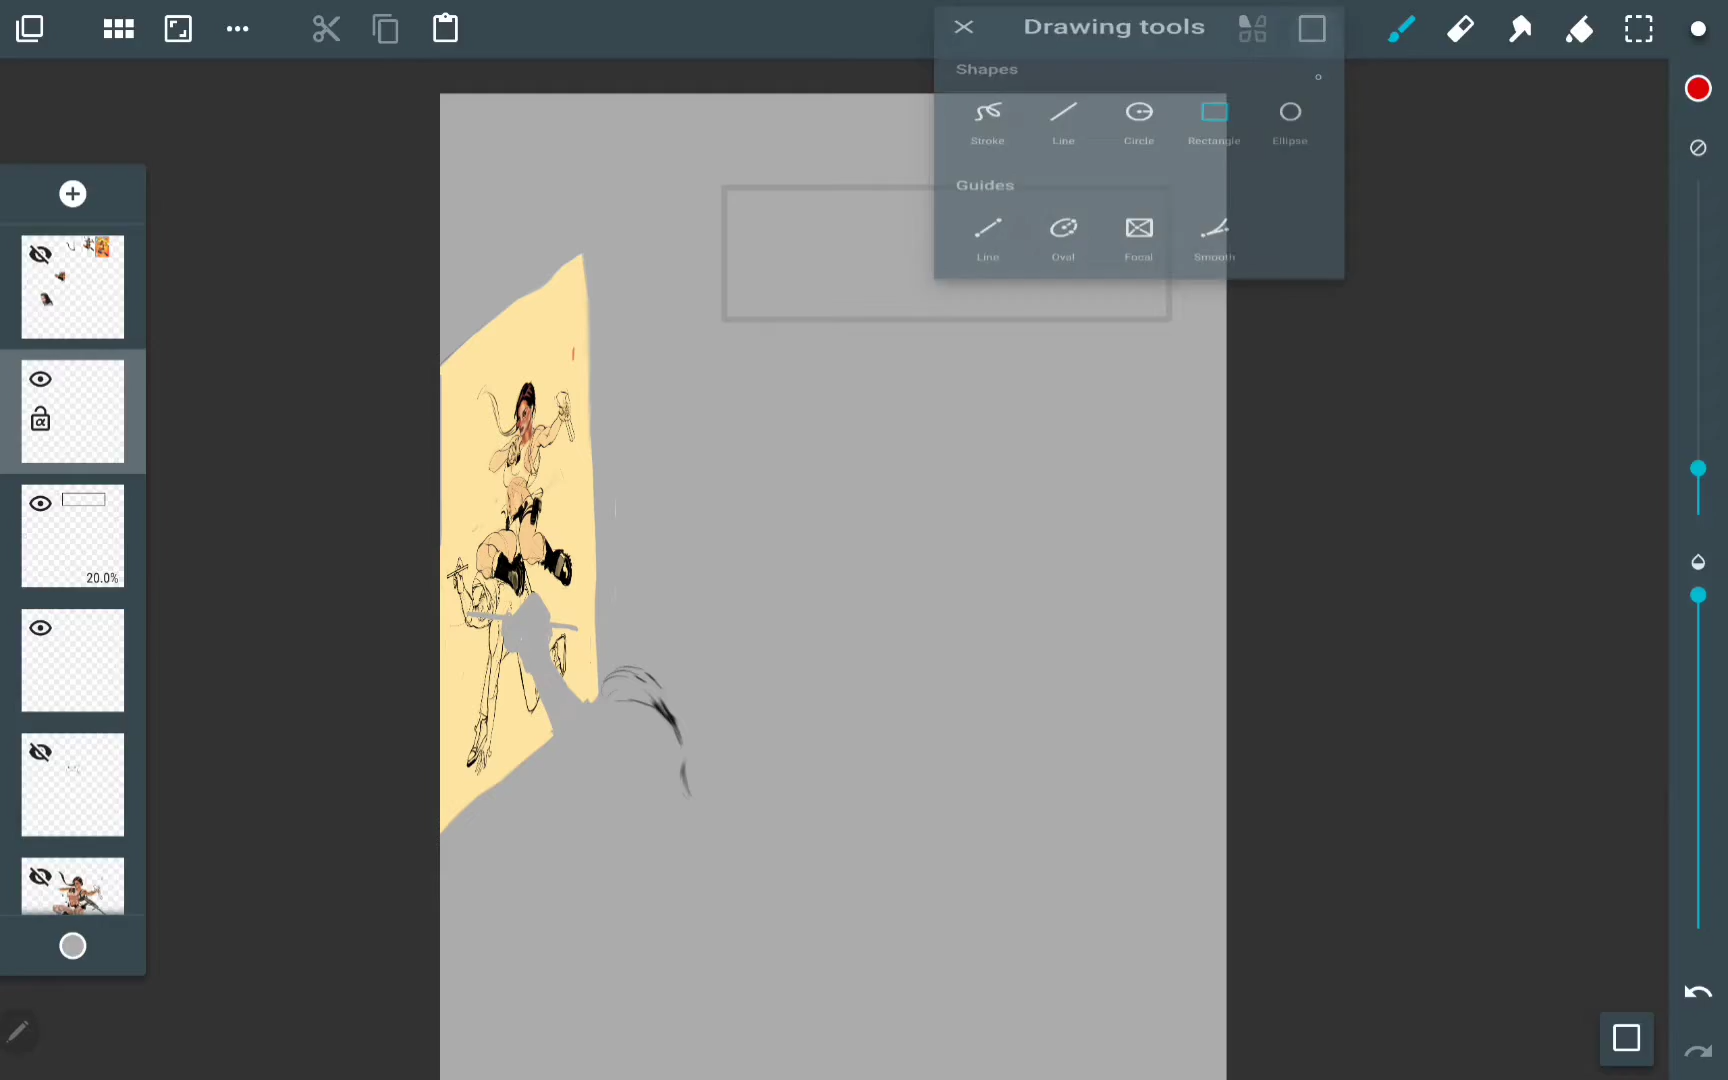 Drawing tools
Shapes
Stroke Line Circle Rectangle Ellipse
Guides
Line Oval Focal Smooth
α
20.0%